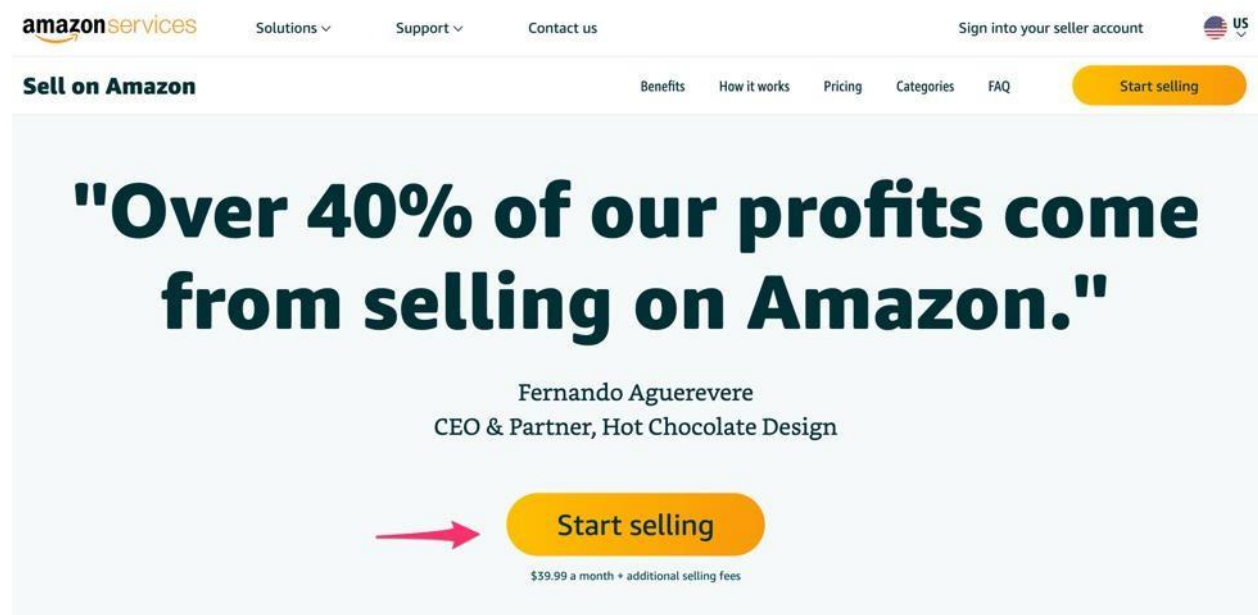 amazonservices Solutions Support Contact us Sign into your seller account US
Sell on Amazon Benefits How it works Pricing Categories FAQ Start selling
"Over 40% of our profits come
from selling on Amazon."
Fernando Aguerevere
CEO & Partner, Hot Chocolate Design
Start selling
$39.99 a month + additional selling fees